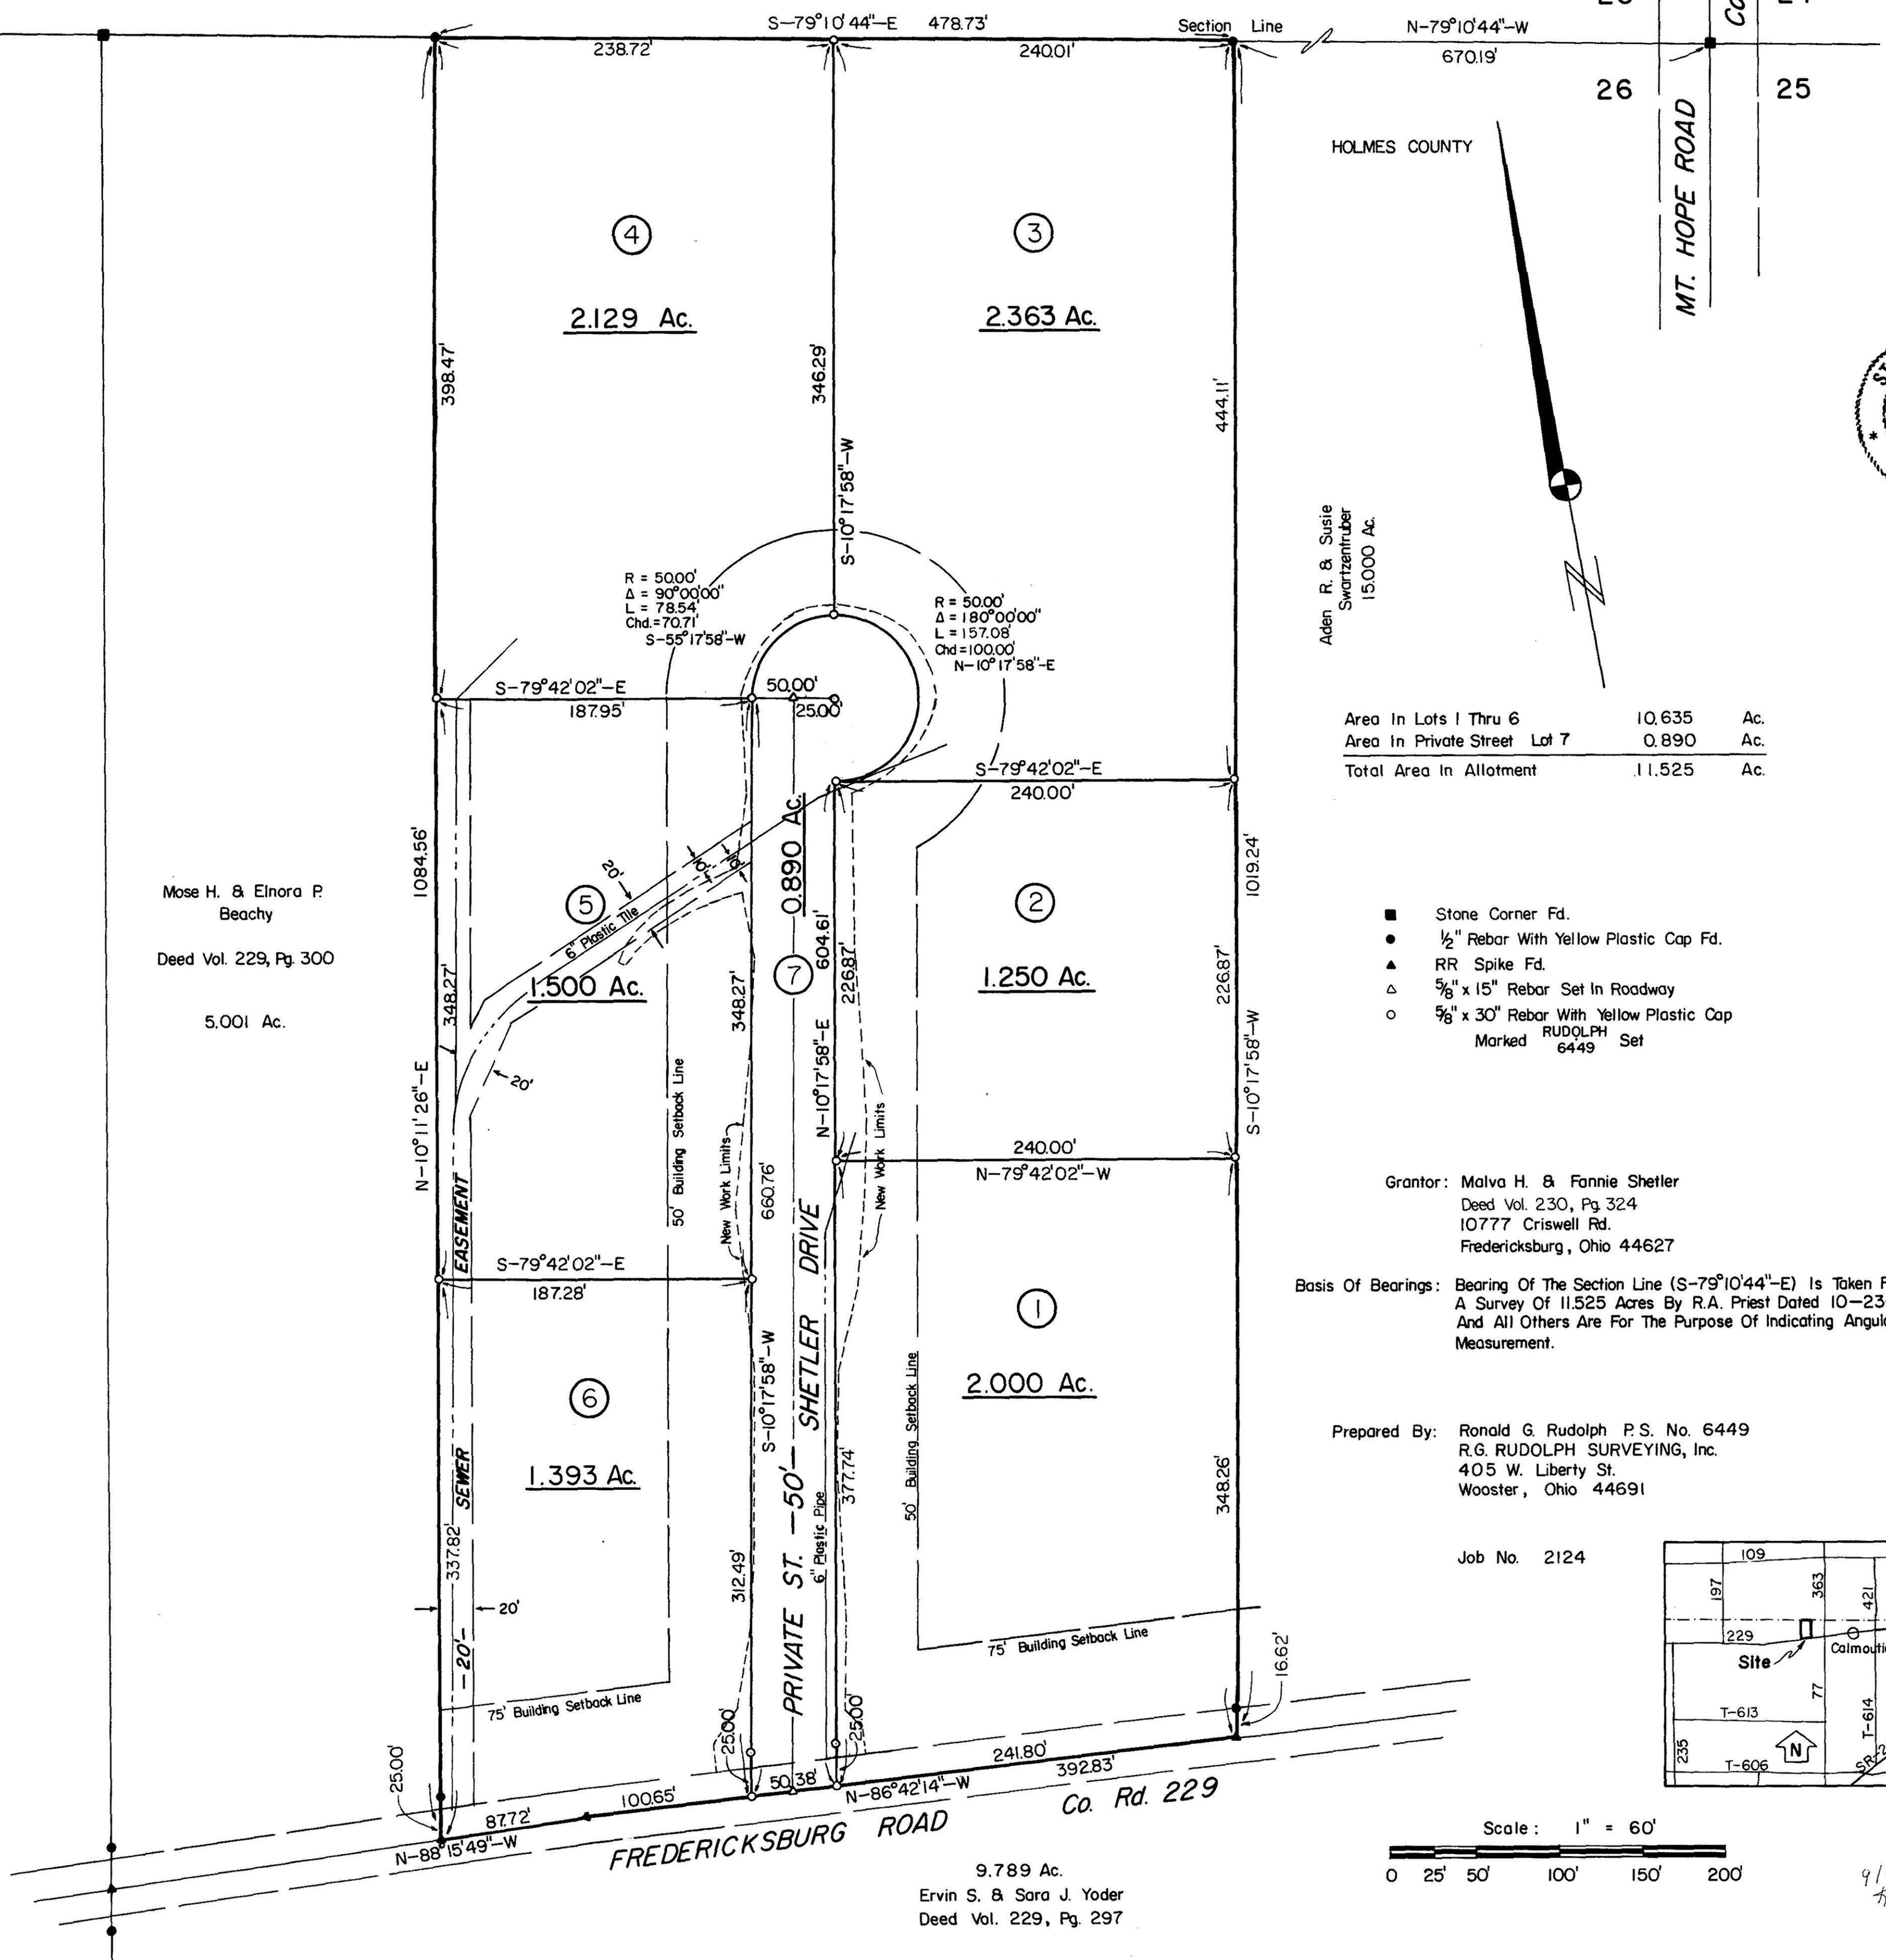 S-79°10'44"-E 478.73'
Section Line
N-79°10'44"-W
238.72'
240.01'
670.19'
26
25
MT. HOPE ROAD
HOLMES COUNTY
4
3
2.129 Ac.
2.363 Ac.
398.47'
346.29'
444.11'
S-10°17'58"-W
R = 50.00'
Δ = 90°00'00"
L = 78.54'
Chd.=70.71'
S-55°17'58"-W
R = 50.00'
Δ = 180°00'00"
L = 157.08'
Chd=100.00'
N-10°17'58"-E
Aden R. & Susie
Swartzentruber
15.000 Ac.
S-79°42'02"-E
187.95'
50.00'
25.00'
S-79°42'02"-E
240.00'
Area In Lots 1 Thru 6 10.635 Ac.
Area In Private Street Lot 7 0.890 Ac.
Total Area In Allotment 11.525 Ac.
1084.56'
1019.24'
0.890 Ac.
Mose H. & Elnora P.
Beachy
Deed Vol. 229, Pg. 300
5.001 Ac.
20'
10'
10'
5
6" Plastic Tile
1.500 Ac.
348.27'
348.27'
7
604.61'
226.87'
2
1.250 Ac.
226.87'
Stone Corner Fd.
1/2" Rebar With Yellow Plastic Cap Fd.
RR Spike Fd.
5/8" x 15" Rebar Set In Roadway
5/8" x 30" Rebar With Yellow Plastic Cap
Marked RUDOLPH 6449 Set
N-10°11'26"-E
20'
50' Building Setback Line
New Work Limits
N-10°17'58"-E
New Work Limits
S-10°17'58"-W
240.00'
N-79°42'02"-W
660.76'
EASEMENT
S-79°42'02"-E
187.28'
Grantor: Malva H. & Fannie Shetler
Deed Vol. 230, Pg. 324
10777 Criswell Rd.
Fredericksburg, Ohio 44627
Basis Of Bearings: Bearing Of The Section Line (S-79°10'44"-E) Is Taken
A Survey Of 11.525 Acres By R.A. Priest Dated 10-23
And All Others Are For The Purpose Of Indicating
Measurement.
1
2.000 Ac.
6
1.393 Ac.
S-10°17'58"-W
PRIVATE ST. -50'- SHETLER DRIVE
6" Plastic Pipe
377.74'
50' Building Setback Line
348.26'
Prepared By: Ronald G. Rudolph P.S. No. 6449
R.G. RUDOLPH SURVEYING, Inc.
405 W. Liberty St.
Wooster, Ohio 44691
Job No. 2124
337.82'
-20'- SEWER
20'
312.49'
75' Building Setback Line
75' Building Setback Line
16.62'
25.00'
25.00'
25.00'
87.72'
100.65'
50.38'
241.80'
392.83'
N-88°15'49"-W
N-86°42'14"-W
FREDERICKSBURG ROAD Co. Rd. 229
9.789 Ac.
Ervin S. & Sara J. Yoder
Deed Vol. 229, Pg. 297
109
197
363
421
229
Site
77
T-613
T-614
235
N
T-606
Scale: 1" = 60'
0 25' 50' 100' 150' 200'